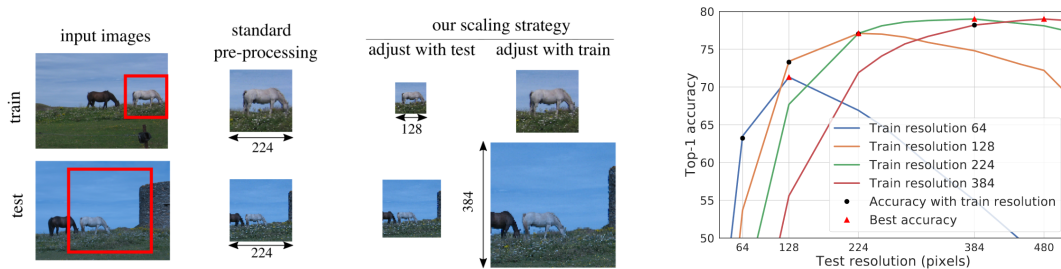 input images
standard
pre-processing
our scaling strategy
adjust with test
adjust with train
train
128
224
test
384
224
80
75
70
65
60
55
50
Top-1 accuracy
Train resolution 64
Train resolution 128
Train resolution 224
Train resolution 384
Accuracy with train resolution
Best accuracy
64
128
224
384
480
Test resolution (pixels)